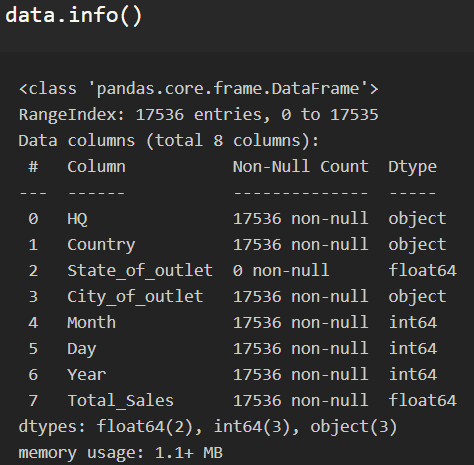 data.info()
<class 'pandas.core.frame.DataFrame'>
RangeIndex: 17536 entries, 0 to 17535
Data columns (total 8 columns):
 #   Column           Non-Null Count  Dtype
---  ------           --------------  -----
 0   HQ               17536 non-null  object
 1   Country          17536 non-null  object
 2   State_of_outlet  0 non-null      float64
 3   City_of_outlet   17536 non-null  object
 4   Month            17536 non-null  int64
 5   Day              17536 non-null  int64
 6   Year             17536 non-null  int64
 7   Total_Sales      17536 non-null  float64
dtypes: float64(2), int64(3), object(3)
memory usage: 1.1+ MB